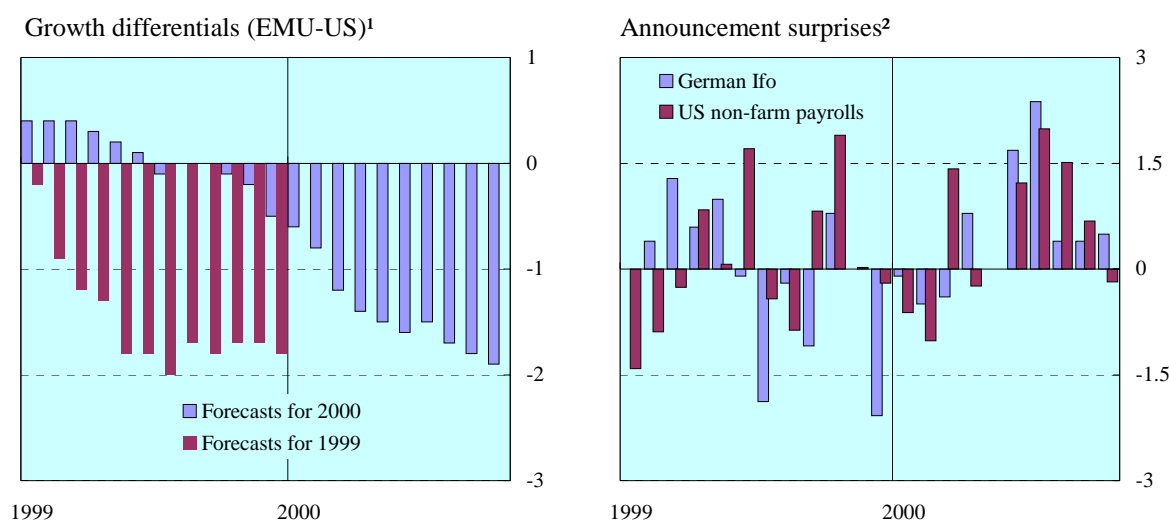 Growth differentials (EMU-US)¹
1
0
-1
-2
-3
Forecasts for 2000
Forecasts for 1999
1999 2000
Announcement surprises²
3
1.5
0
-1.5
-3
German Ifo
US non-farm payrolls
1999 2000